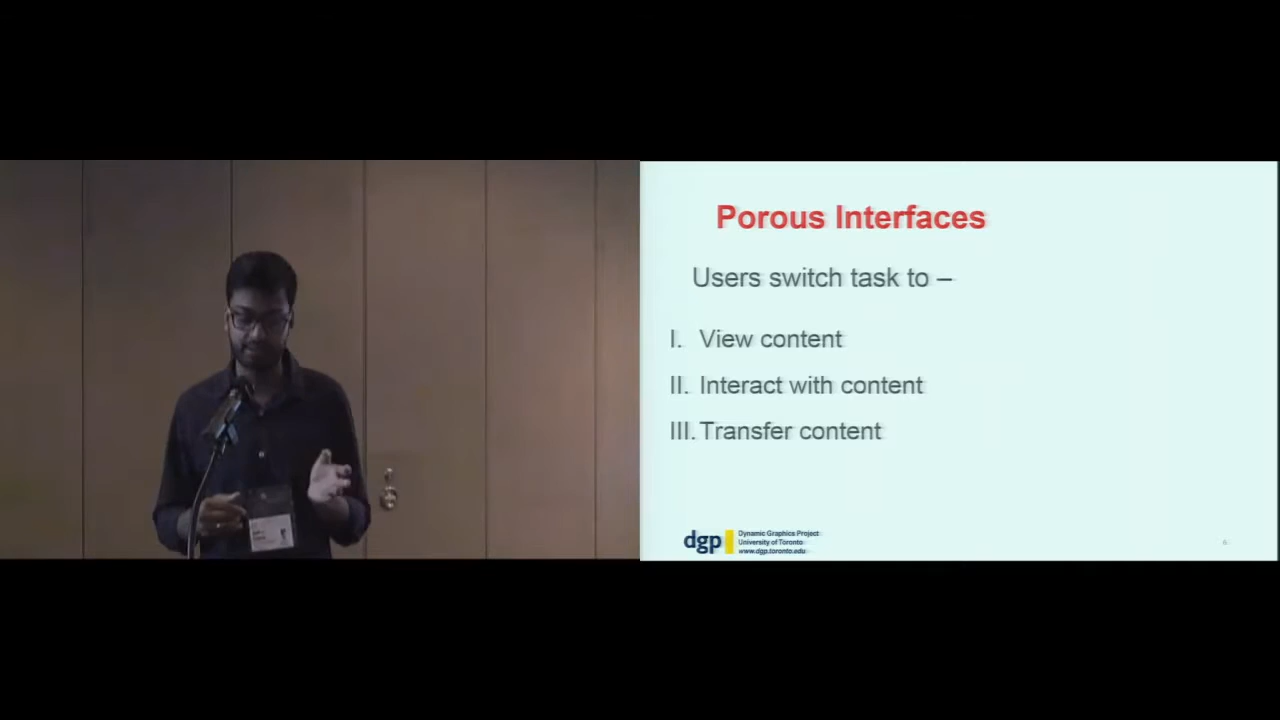 Porous Interfaces
Users switch task to –
I. View content
II. Interact with content
III. Transfer content
dgp
Dynamic Graphics Project
University of Toronto
www.dgp.toronto.edu
6